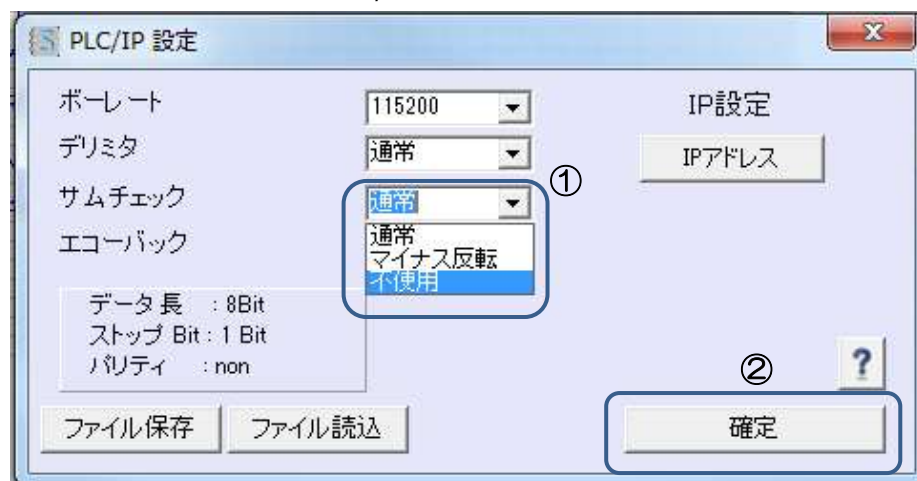 PLC/IP 設定
ボーレート 115200 IP設定
デリミタ 通常 IPアドレス
サムチェック 通常 ①
エコーバック 通常
マイナス反転
不使用
データ長 : 8Bit
ストップ Bit : 1 Bit
パリティ : non
② ?
ファイル保存 ファイル読込 確定